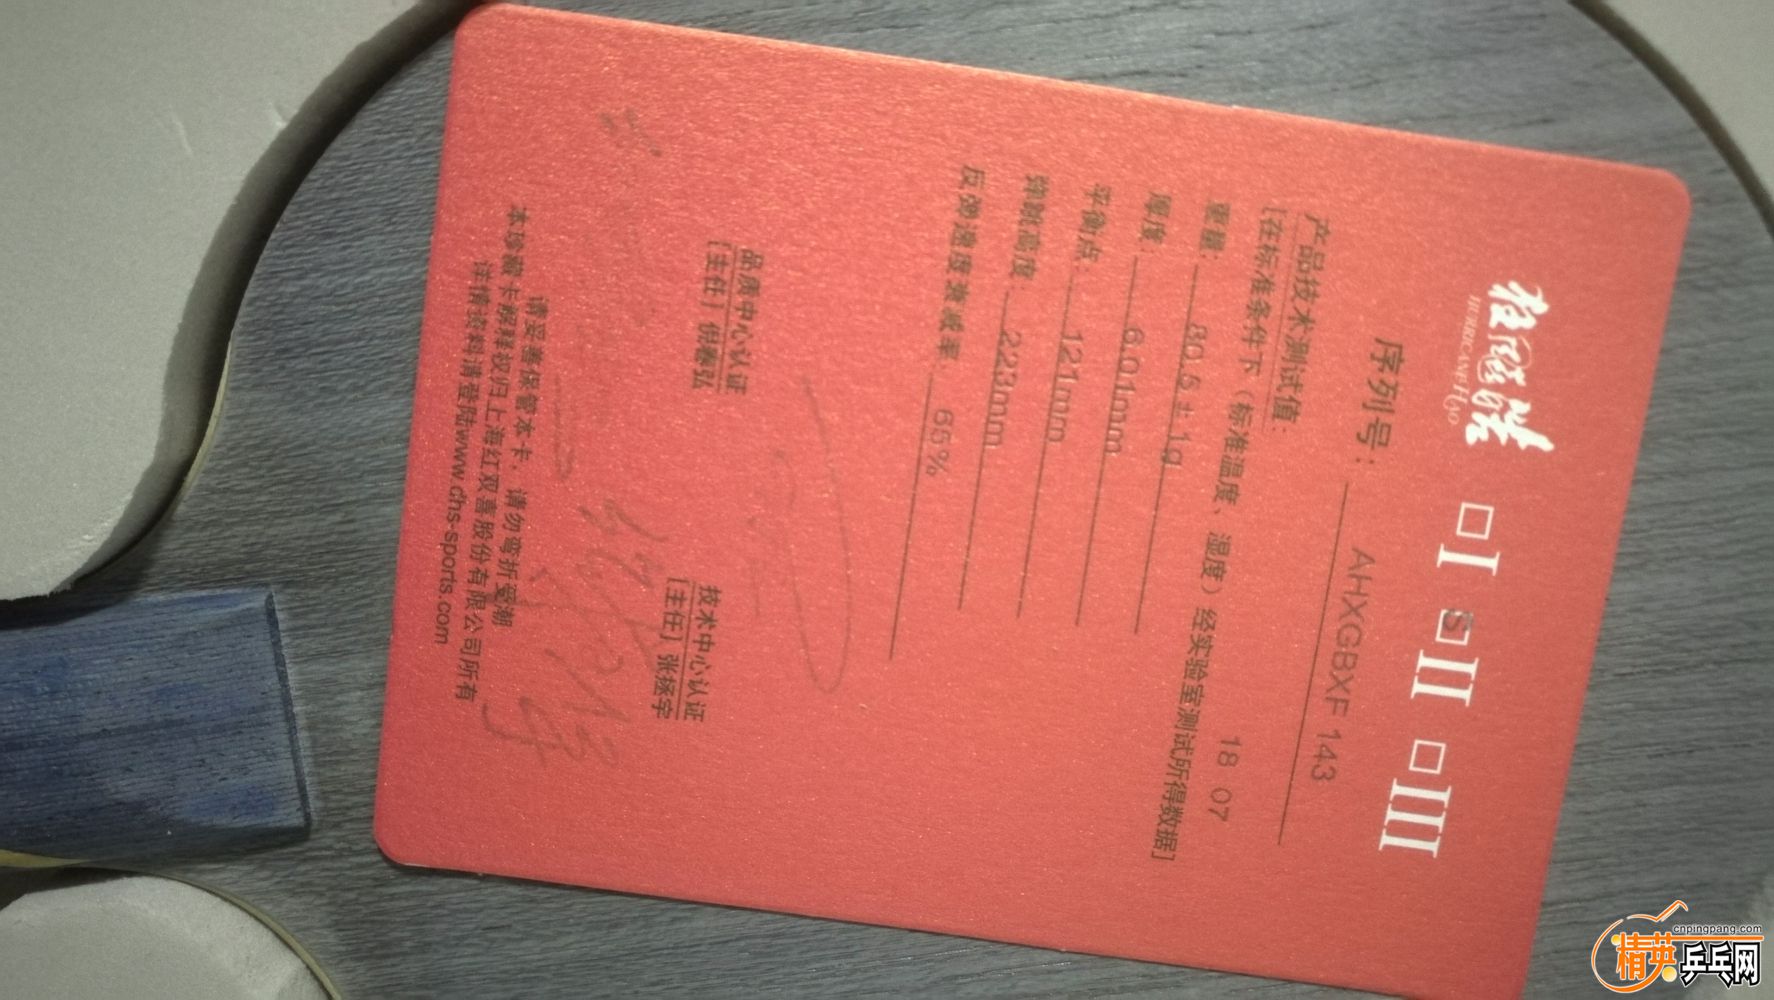 狂飚皓 □I □II □III
HURRICANE Hao
S
序列号： AHXGBXF 143
18 07
产品技术测试值：
[在标准条件下（标准温度、湿度）经实验室测试所得数据]
重量： 80.5±1g
厚度： 6.01mm
平衡点： 121mm
弹跳高度： 223mm
反弹速度衰减率： 66%
品质中心认证
[主任] 倪春弘
技术中心认证
[主任] 张拯宇
请妥善保管本卡，请勿弯折受潮
本珍藏卡解释权归上海红双喜股份有限公司所有
详情资料请登陆www.dhs-sports.com
cnpingpang.com
精英乒乓网